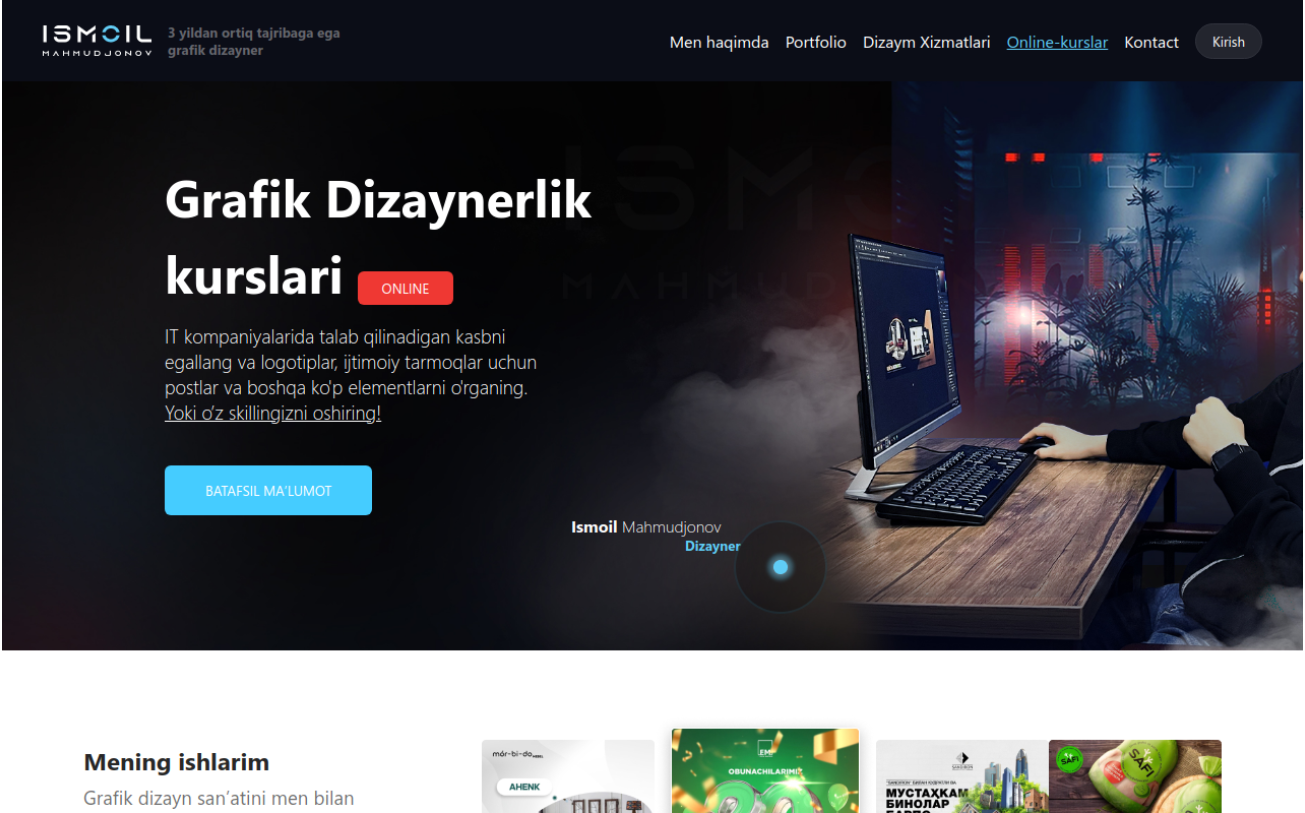 ISMOIL
MAHMUDJONOV
3 yildan ortiq tajribaga ega
grafik dizayner
Men haqimda Portfolio Dizaym Xizmatlari Online-kurslar Kontact Kirish
Grafik Dizaynerlik
kurslari ONLINE
IT kompaniyalarida talab qilinadigan kasbni
egallang va logotiplar, ijtimoiy tarmoqlar uchun
postlar va boshqa ko'p elementlarni o'rganing.
Yoki o'z skillingizni oshiring!
BATAFSIL MA'LUMOT
Ismoil Mahmudjonov
Dizayner
Mening ishlarim
Grafik dizayn san'atini men bilan
mór-bi-do
AHENK
OBUNACHILARIMIZ
МУСТАҲКАМ
БИНОЛАР
SAFI
SAFI